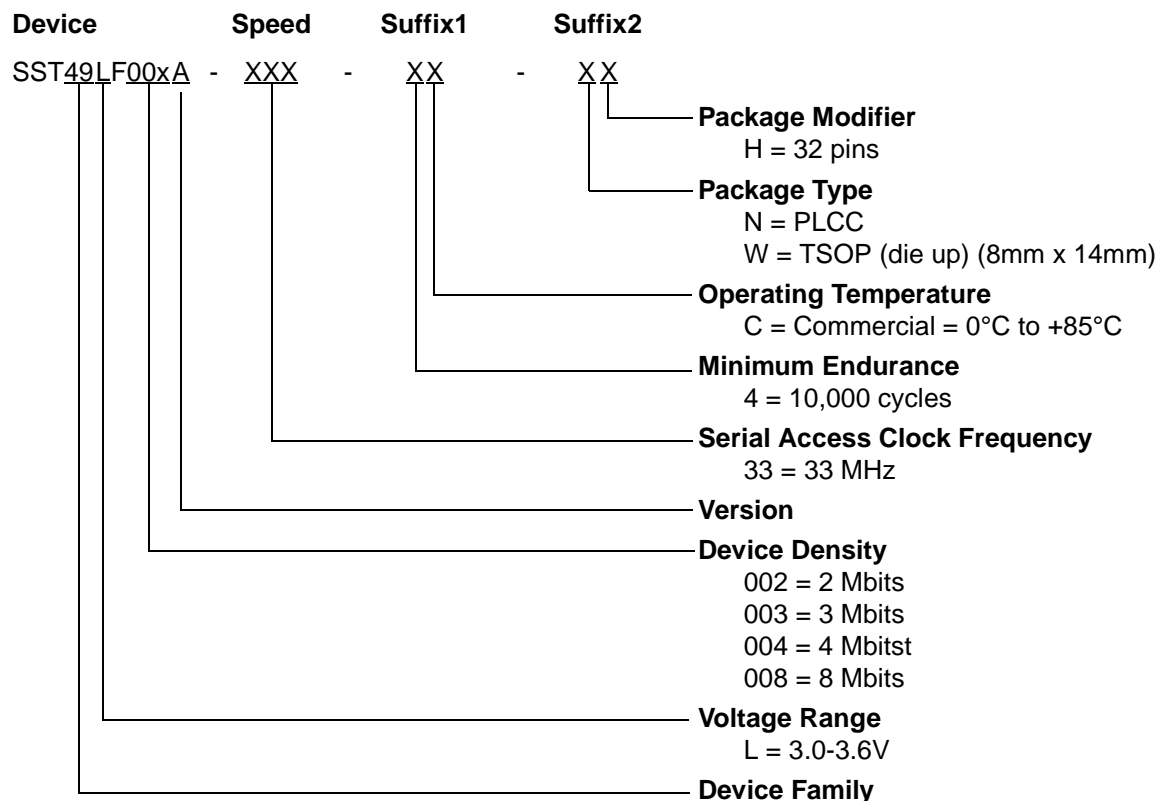 Device Speed Suffix1 Suffix2
SST49LF00xA - XXX - XX - XX
Package Modifier
H = 32 pins
Package Type
N = PLCC
W = TSOP (die up) (8mm x 14mm)
Operating Temperature
C = Commercial = 0°C to +85°C
Minimum Endurance
4 = 10,000 cycles
Serial Access Clock Frequency
33 = 33 MHz
Version
Device Density
002 = 2 Mbits
003 = 3 Mbits
004 = 4 Mbitst
008 = 8 Mbits
Voltage Range
L = 3.0-3.6V
Device Family